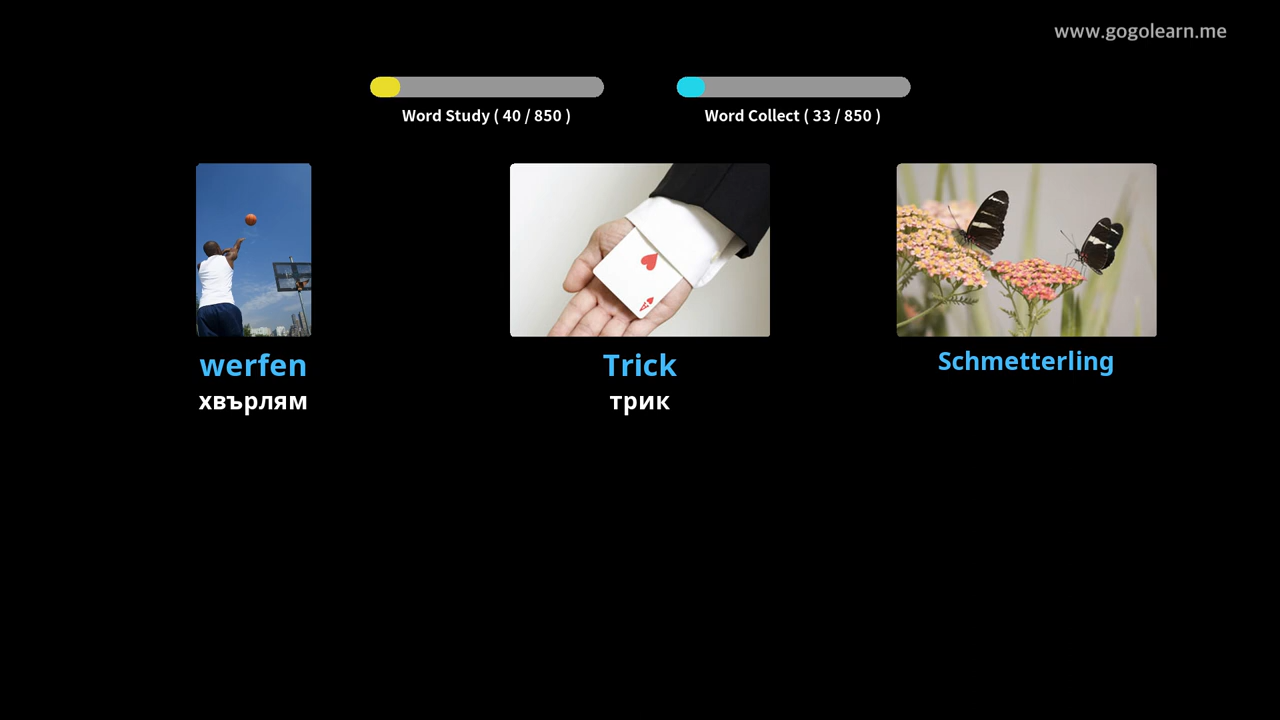 www.gogolearn.me
Word Study ( 40 / 850 )
Word Collect ( 33 / 850 )
werfen
хвърлям
Trick
трик
Schmetterling